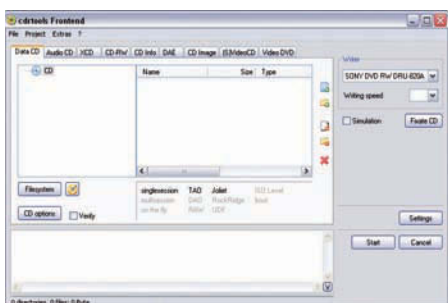 cdrtools Frontend
File Project Extras ?
Data CD Audio CD XCD CD-RW CD Info DAE CD Image (S)VideoCD Video DVD
CD
Name Size Type
Writer
SONY DVD RW DRU-820A
Writing speed
Simulation Fixate CD
Filesystem
CD options Verify
singlesession TAO Joliet ISO Level
multisession DAO RockRidge boot
on-the-fly RAW UDF
Settings
Start Cancel
0 directories, 0 files: 0 Byte